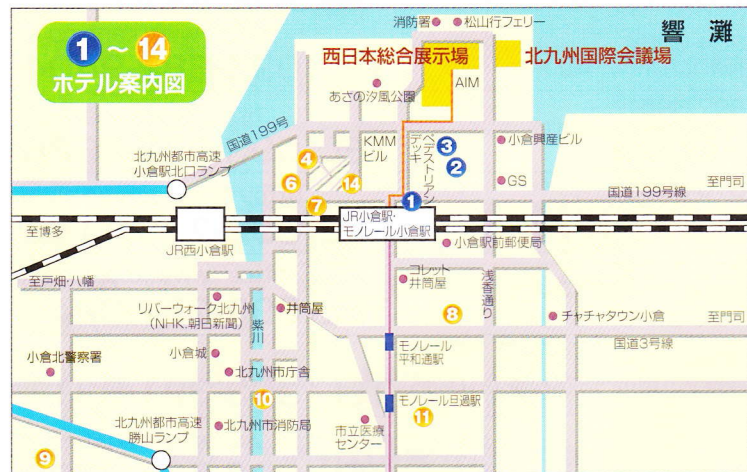 1 ～ 14
ホテル案内図
消防署
松山行フェリー
響灘
西日本総合展示場
北九州国際会議場
AIM
あさの汐風公園
国道199号
KMM
ビル
ペデストリアン
デッキ
3
2
小倉興産ビル
北九州都市高速
小倉駅北口ランプ
4
6
14
7
1
GS
国道199号線
至門司
至博多
JR西小倉駅
JR小倉駅・
モノレール小倉駅
小倉駅前郵便局
至戸畑・八幡
コレット
井筒屋
浅香通り
リバーウォーク北九州
(NHK,朝日新聞)
紫川
井筒屋
8
チャチャタウン小倉
至門司
国道3号線
モノレール
平和通駅
小倉北警察署
小倉城
北九州市庁舎
10
モノレール旦過駅
11
北九州都市高速
勝山ランプ
北九州市消防局
市立医療
センター
9